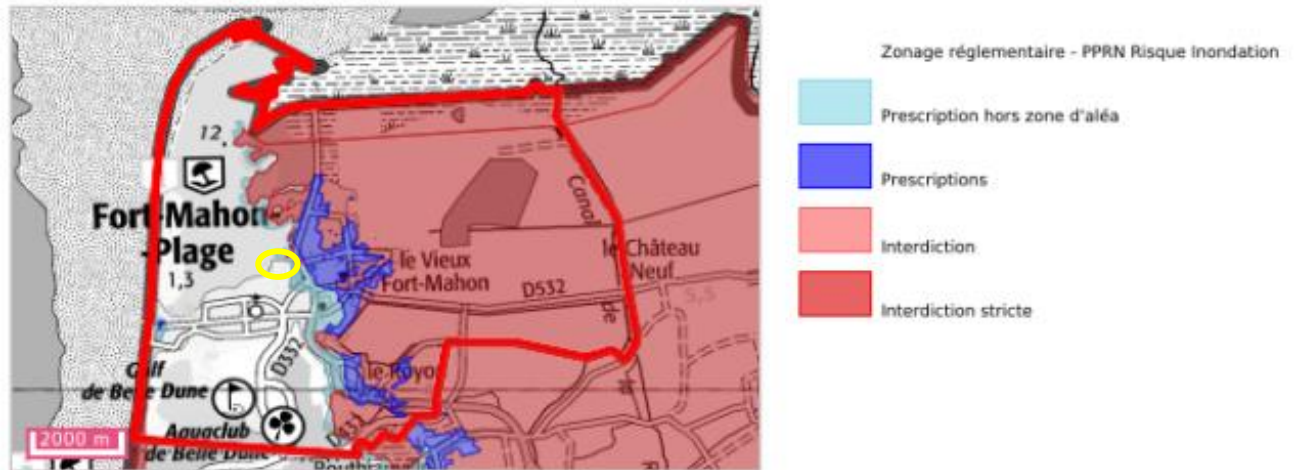 Zonage réglementaire - PPRN Risque Inondation
Prescription hors zone d'aléa
Prescriptions
Interdiction
Interdiction stricte
12
Fort-Mahon-
-Plage
1,3
le Vieux
Fort-Mahon
D532
Canal
de
le Château
Neuf
5,5
D332
le Royon
Golf
de Belle Dune
Aquaclub
de Belle Dune
2000 m